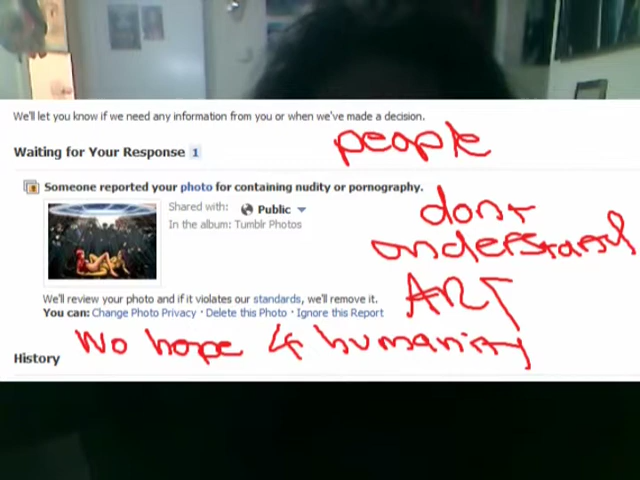 We'll let you know if we need any information from you or when we've made a decision.
people
Waiting for Your Response 1
Someone reported your photo for containing nudity or pornography.
Shared with: Public
In the album: Tumblr Photos
dont
understand
ART
We'll review your photo and if it violates our standards, we'll remove it.
You can: Change Photo Privacy · Delete this Photo · Ignore this Report
No hope 4 humanity
History